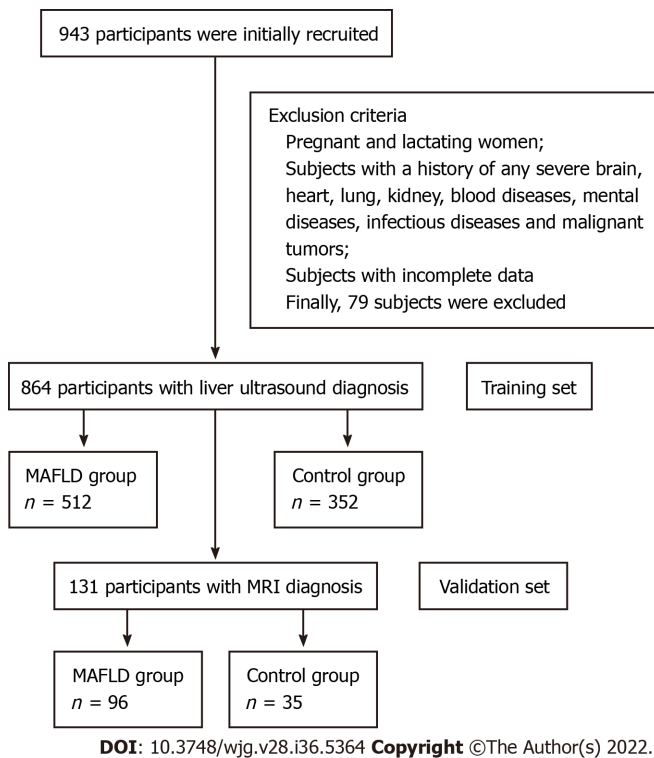 943 participants were initially recruited
Exclusion criteria
Pregnant and lactating women;
Subjects with a history of any severe brain,
heart, lung, kidney, blood diseases, mental
diseases, infectious diseases and malignant
tumors;
Subjects with incomplete data
Finally, 79 subjects were excluded
864 participants with liver ultrasound diagnosis
Training set
MAFLD group
n = 512
Control group
n = 352
131 participants with MRI diagnosis
Validation set
MAFLD group
n = 96
Control group
n = 35
DOI: 10.3748/wjg.v28.i36.5364 Copyright ©The Author(s) 2022.